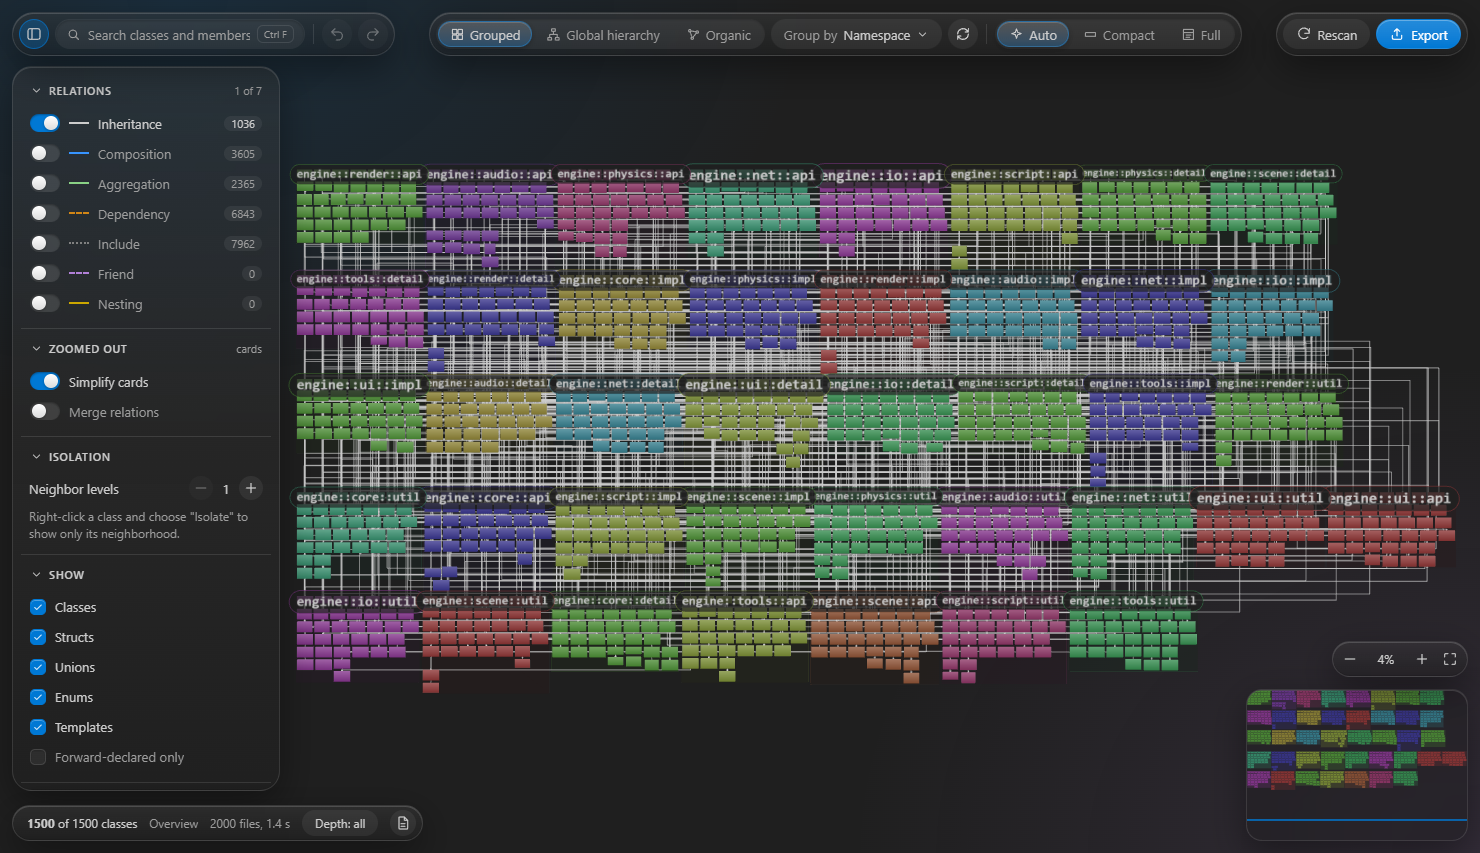 Search classes and members Ctrl F
Grouped Global hierarchy Organic Group by Namespace Auto Compact Full
Rescan Export
RELATIONS 1 of 7
Inheritance 1036
Composition 3605
Aggregation 2365
Dependency 6843
Include 7962
Friend 0
Nesting 0
ZOOMED OUT cards
Simplify cards
Merge relations
ISOLATION
Neighbor levels 1
Right-click a class and choose "Isolate" to
show only its neighborhood.
SHOW
Classes
Structs
Unions
Enums
Templates
Forward-declared only
1500 of 1500 classes Overview 2000 files, 1.4 s Depth: all
engine::render::api engine::audio::api engine::physics::api engine::net::api engine::io::api engine::script::api engine::physics::detail engine::scene::detail
engine::tools::detail engine::render::detail engine::core::impl engine::physics::impl engine::render::impl engine::audio::impl engine::net::impl engine::io::impl
engine::ui::impl engine::audio::detail engine::net::detail engine::ui::detail engine::io::detail engine::script::detail engine::tools::impl engine::render::util
engine::core::util engine::core::api engine::script::impl engine::scene::impl engine::physics::util engine::audio::util engine::net::util engine::ui::util engine::ui::api
engine::io::util engine::scene::util engine::core::detail engine::tools::api engine::scene::api engine::script::util engine::tools::util
4%